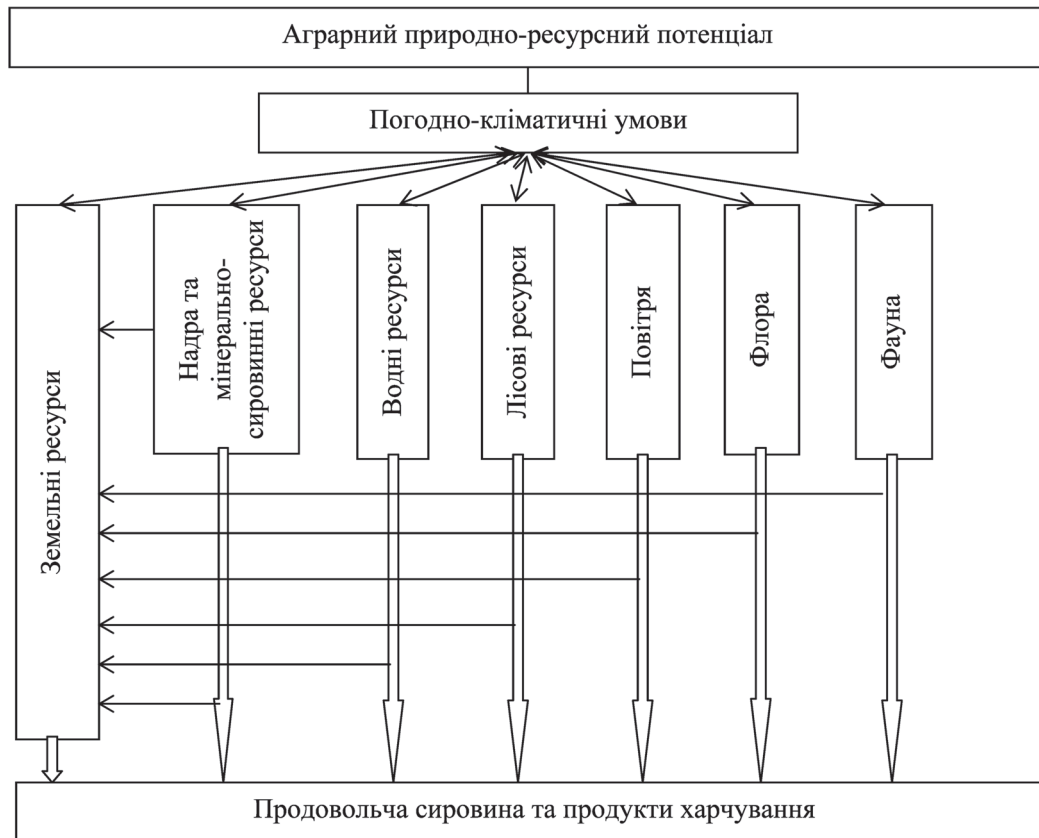 Аграрний природно-ресурсний потенціал
Погодно-кліматичні умови
Земельні ресурси
Надра та
мінерально-
сировинні ресурси
Водні ресурси
Лісові ресурси
Повітря
Флора
Фауна
Продовольча сировина та продукти харчування